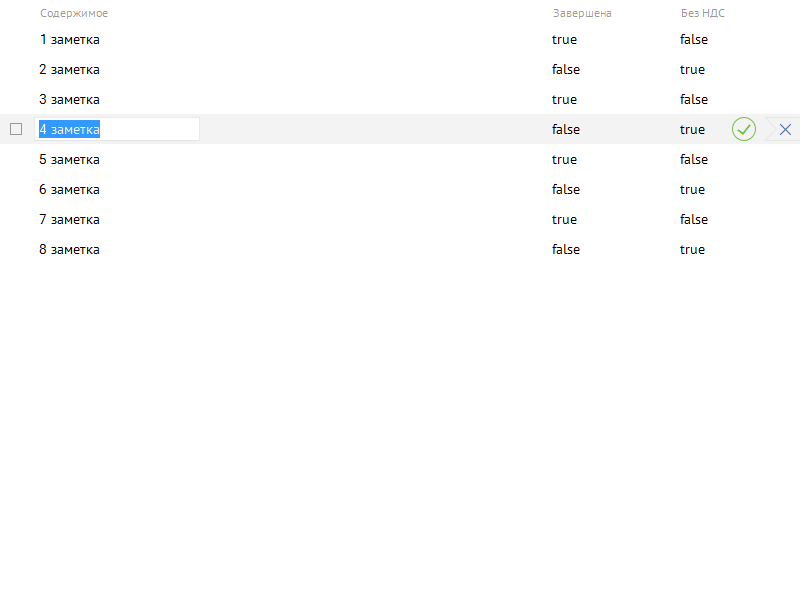 Содержимое Завершена Без НДС
1 заметка true false
2 заметка false true
3 заметка true false
4 заметка false true
5 заметка true false
6 заметка false true
7 заметка true false
8 заметка false true